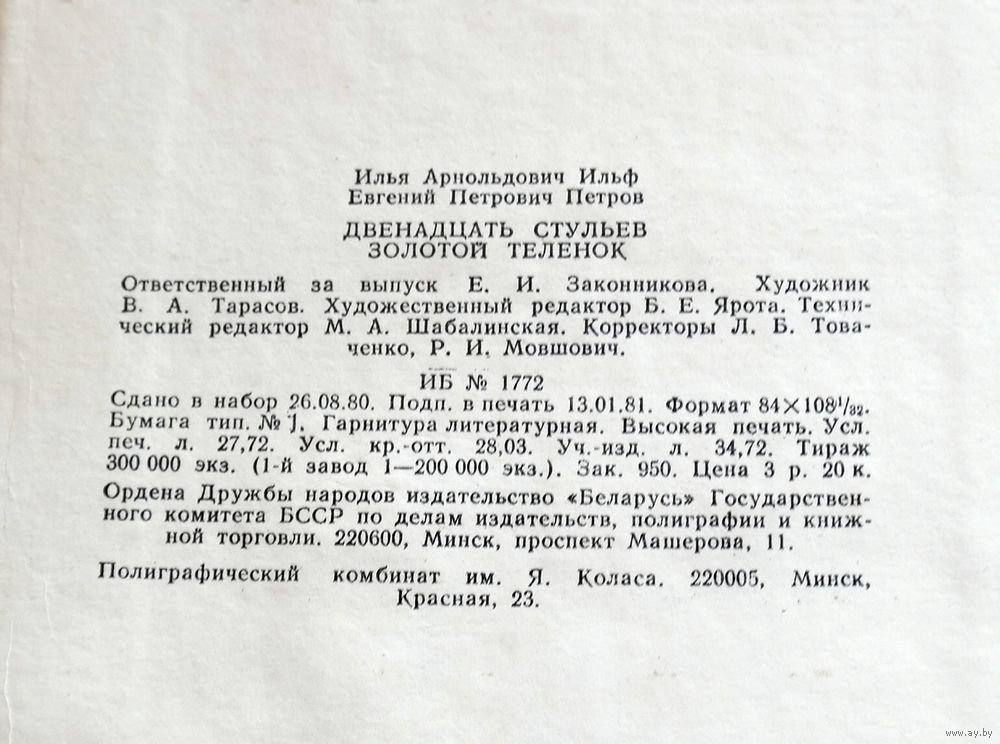 Илья Арнольдович Ильф
Евгений Петрович Петров
ДВЕНАДЦАТЬ СТУЛЬЕВ
ЗОЛОТОЙ ТЕЛЕНОК
Ответственный за выпуск Е. И. Законникова. Художник
В. А. Тарасов. Художественный редактор Б. Е. Ярота. Техни-
ческий редактор М. А. Шабалинская. Корректоры Л. Б. Това-
ченко, Р. И. Мовшович.
ИБ № 1772
Сдано в набор 26.08.80. Подп. в печать 13.01.81. Формат 84×108¹/₃₂.
Бумага тип. № 1. Гарнитура литературная. Высокая печать. Усл.
печ. л. 27,72. Усл. кр.-отт. 28,03. Уч.-изд. л. 34,72. Тираж
300 000 экз. (1-й завод 1—200 000 экз.). Зак. 950. Цена 3 р. 20 к.
Ордена Дружбы народов издательство «Беларусь» Государствен-
ного комитета БССР по делам издательств, полиграфии и книж-
ной торговли. 220600, Минск, проспект Машерова, 11.
Полиграфический комбинат им. Я. Коласа. 220005, Минск,
Красная, 23.
www.ay.by